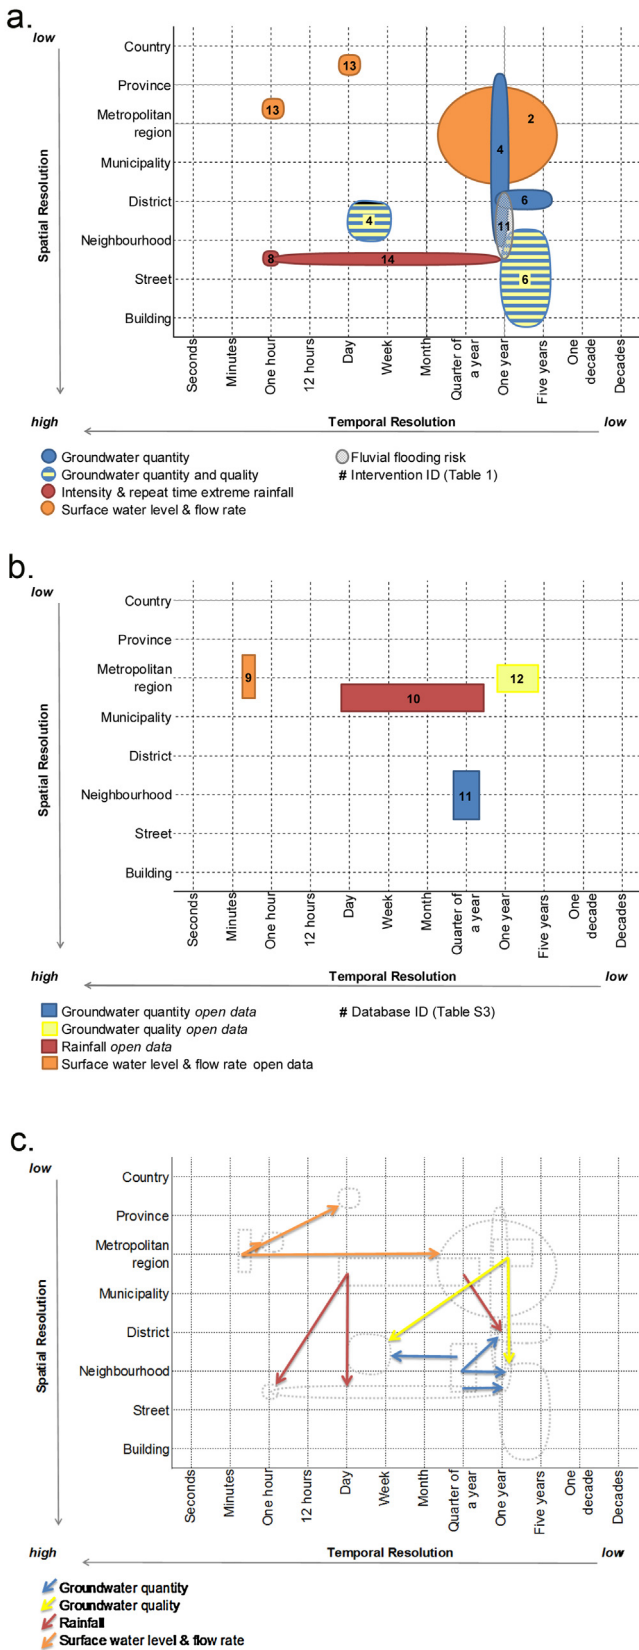 a.
low
Country
Province
Metropolitan
region
Municipality
District
Neighbourhood
Street
Building
Spatial Resolution
13
13
2
4
6
4
11
8
14
6
Seconds
Minutes
One hour
12 hours
Day
Week
Month
Quarter of
a year
One year
Five years
One
decade
Decades
high
Temporal Resolution
low
Groundwater quantity
Groundwater quantity and quality
Intensity & repeat time extreme rainfall
Surface water level & flow rate
Fluvial flooding risk
# Intervention ID (Table 1)
b.
low
Country
Province
Metropolitan
region
Municipality
District
Neighbourhood
Street
Building
Spatial Resolution
9
12
10
11
Seconds
Minutes
One hour
12 hours
Day
Week
Month
Quarter of
a year
One year
Five years
One
decade
Decades
high
Temporal Resolution
low
Groundwater quantity open data
Groundwater quality open data
Rainfall open data
Surface water level & flow rate open data
# Database ID (Table S3)
c.
low
Country
Province
Metropolitan
region
Municipality
District
Neighbourhood
Street
Building
Spatial Resolution
Seconds
Minutes
One hour
12 hours
Day
Week
Month
Quarter of
a year
One year
Five years
One
decade
Decades
high
Temporal Resolution
low
Groundwater quantity
Groundwater quality
Rainfall
Surface water level & flow rate